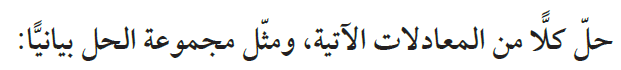 حلّ كلًّا من المعادلات الآتية، ومثّل مجموعة الحل بيانيًّا: